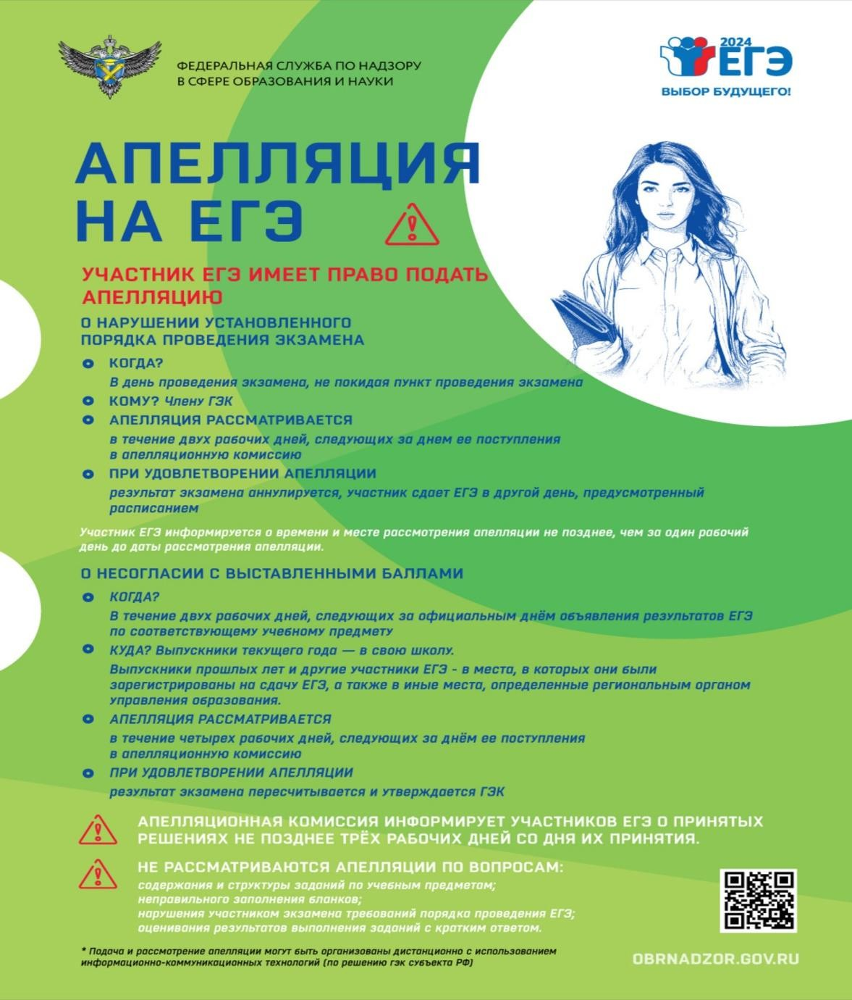 ФЕДЕРАЛЬНАЯ СЛУЖБА ПО НАДЗОРУ
В СФЕРЕ ОБРАЗОВАНИЯ И НАУКИ
2024
ЕГЭ
ВЫБОР БУДУЩЕГО!
АПЕЛЛЯЦИЯ
НА ЕГЭ
УЧАСТНИК ЕГЭ ИМЕЕТ ПРАВО ПОДАТЬ
АПЕЛЛЯЦИЮ
О НАРУШЕНИИ УСТАНОВЛЕННОГО
ПОРЯДКА ПРОВЕДЕНИЯ ЭКЗАМЕНА
КОГДА?
В день проведения экзамена, не покидая пункт проведения экзамена
КОМУ? Члену ГЭК
АПЕЛЛЯЦИЯ РАССМАТРИВАЕТСЯ
в течение двух рабочих дней, следующих за днем ее поступления
в апелляционную комиссию
ПРИ УДОВЛЕТВОРЕНИИ АПЕЛЛЯЦИИ
результат экзамена аннулируется, участник сдает ЕГЭ в другой день, предусмотренный
расписанием
Участник ЕГЭ информируется о времени и месте рассмотрения апелляции не позднее, чем за один рабочий
день до даты рассмотрения апелляции.
О НЕСОГЛАСИИ С ВЫСТАВЛЕННЫМИ БАЛЛАМИ
КОГДА?
В течение двух рабочих дней, следующих за официальным днём объявления результатов ЕГЭ
по соответствующему учебному предмету
КУДА? Выпускники текущего года — в свою школу.
Выпускники прошлых лет и другие участники ЕГЭ - в места, в которых они были
зарегистрированы на сдачу ЕГЭ, а также в иные места, определенные региональным органом
управления образования.
АПЕЛЛЯЦИЯ РАССМАТРИВАЕТСЯ
в течение четырех рабочих дней, следующих за днём ее поступления
в апелляционную комиссию
ПРИ УДОВЛЕТВОРЕНИИ АПЕЛЛЯЦИИ
результат экзамена пересчитывается и утверждается ГЭК
АПЕЛЛЯЦИОННАЯ КОМИССИЯ ИНФОРМИРУЕТ УЧАСТНИКОВ ЕГЭ О ПРИНЯТЫХ
РЕШЕНИЯХ НЕ ПОЗДНЕЕ ТРЁХ РАБОЧИХ ДНЕЙ СО ДНЯ ИХ ПРИНЯТИЯ.
НЕ РАССМАТРИВАЮТСЯ АПЕЛЛЯЦИИ ПО ВОПРОСАМ:
содержания и структуры заданий по учебным предметам;
неправильного заполнения бланков;
нарушения участником экзамена требований порядка проведения ЕГЭ;
оценивания результатов выполнения заданий с кратким ответом.
* Подача и рассмотрение апелляции могут быть организованы дистанционно с использованием
информационно-коммуникационных технологий (по решению гэк субъекта РФ)
OBRNADZOR.GOV.RU